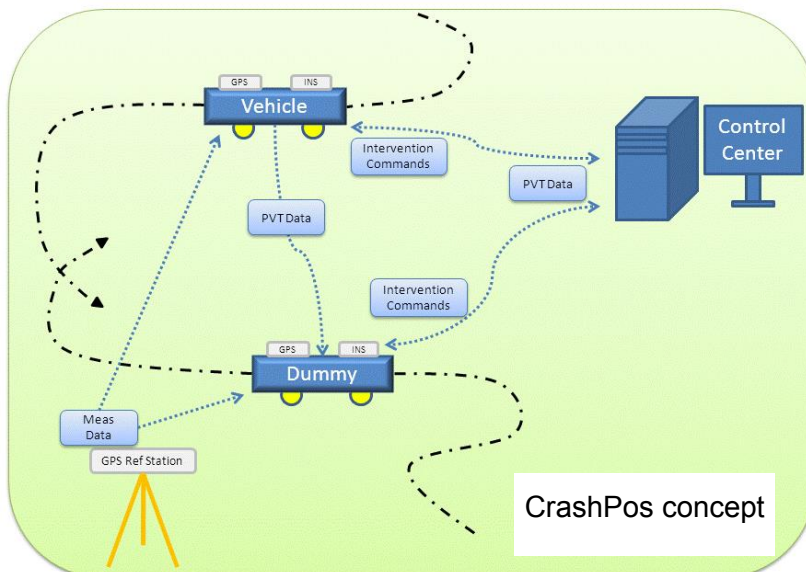 GPS
INS
Vehicle
Control
Center
Intervention
Commands
PVT Data
PVT Data
Intervention
Commands
GPS
INS
Dummy
Meas
Data
GPS Ref Station
CrashPos concept